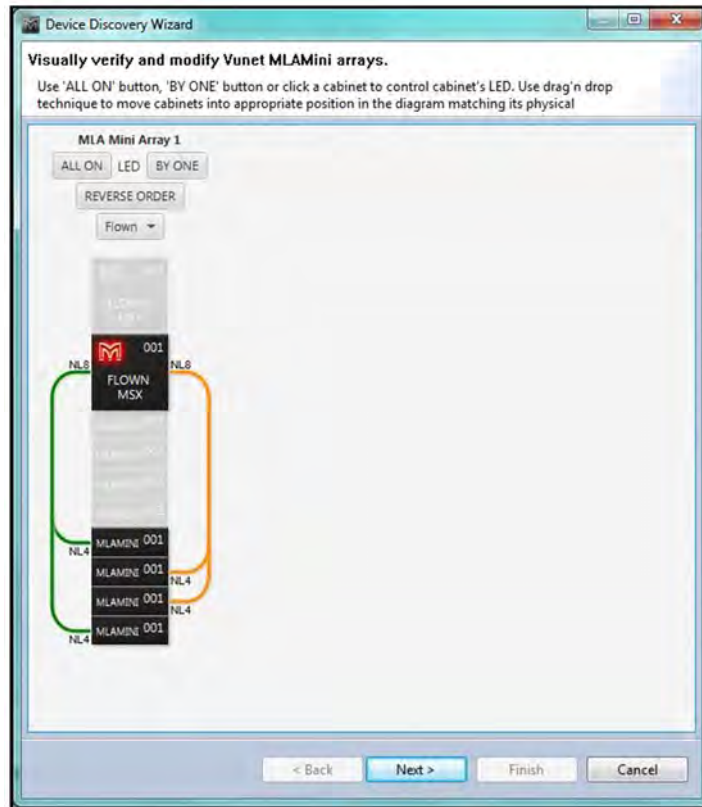 Device Discovery Wizard
Visually verify and modify Vunet MLAMini arrays.
Use 'ALL ON' button, 'BY ONE' button or click a cabinet to control cabinet's LED. Use drag'n drop
technique to move cabinets into appropriate position in the diagram matching its physical
MLA Mini Array 1
ALL ON LED BY ONE
REVERSE ORDER
Flown
001
NL8 NL8
FLOWN
MSX
MLAMINI 001
NL4
MLAMINI 001
NL4
MLAMINI 001
NL4
MLAMINI 001
NL4
< Back Next > Finish Cancel